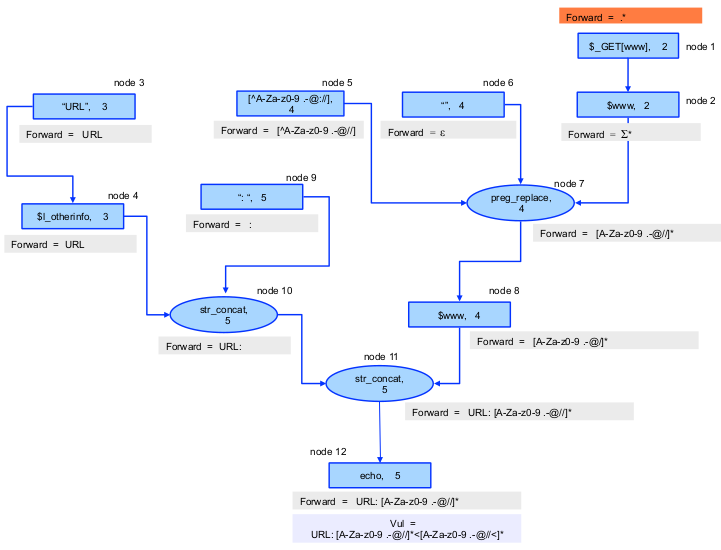 Forward = .*
$_GET[www], 2
node 1
node 3
node 5
node 6
"URL", 3
[^A-Za-z0-9 .-@://],
4
"", 4
$www, 2
node 2
Forward = URL
Forward = [^A-Za-z0-9 .-@//]
Forward = ε
Forward = Σ*
node 9
node 7
node 4
": ", 5
preg_replace,
4
$l_otherinfo, 3
Forward = :
Forward = [A-Za-z0-9 .-@//]*
Forward = URL
node 10
node 8
str_concat,
5
$www, 4
Forward = URL:
Forward = [A-Za-z0-9 .-@/]*
node 11
str_concat,
5
Forward = URL: [A-Za-z0-9 .-@//]*
node 12
echo, 5
Forward = URL: [A-Za-z0-9 .-@//]*
Vul =
URL: [A-Za-z0-9 .-@//]*<[A-Za-z0-9 .-@//<]*